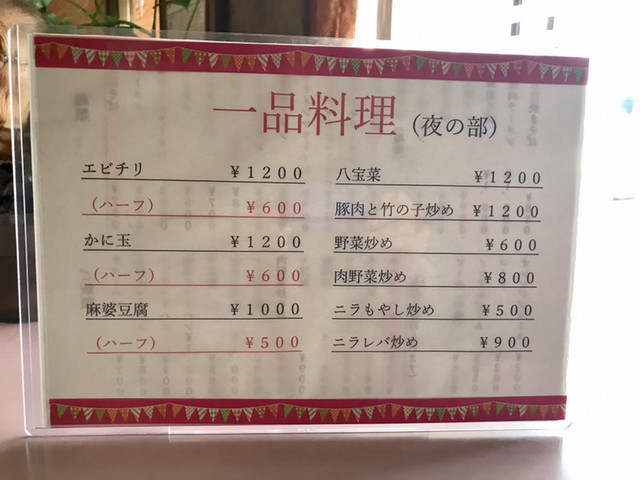 一品料理（夜の部）
エビチリ ￥１２００
（ハーフ） ￥６００
かに玉 ￥１２００
（ハーフ） ￥６００
麻婆豆腐 ￥１０００
（ハーフ） ￥５００
八宝菜 ￥１２００
豚肉と竹の子炒め ￥１２００
野菜炒め ￥６００
肉野菜炒め ￥８００
ニラもやし炒め ￥５００
ニラレバ炒め ￥９００